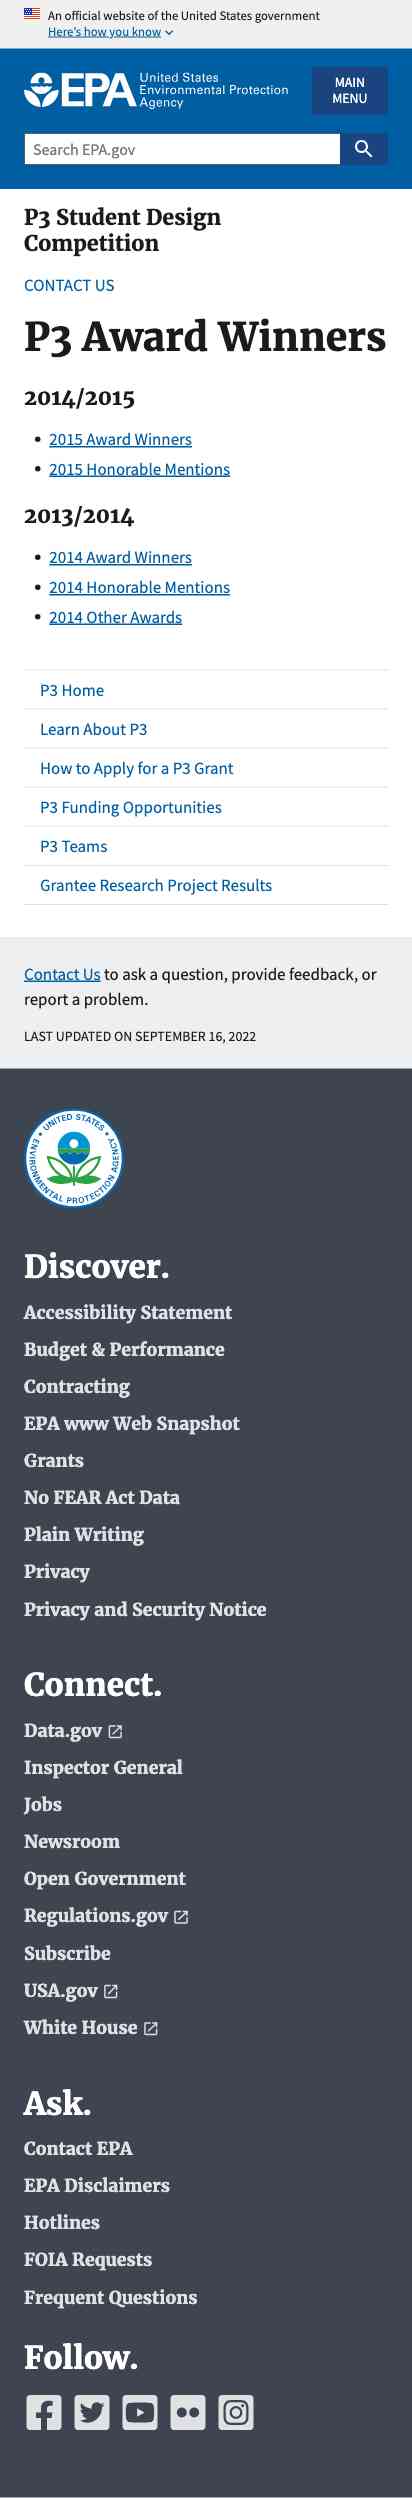 An official website of the United States government
Here's how you know
EPA
United States
Environmental Protection
Agency
MAIN
MENU
Search EPA.gov
P3 Student Design
Competition
CONTACT US
P3 Award Winners
2014/2015
• 2015 Award Winners
• 2015 Honorable Mentions
2013/2014
• 2014 Award Winners
• 2014 Honorable Mentions
• 2014 Other Awards
P3 Home
Learn About P3
How to Apply for a P3 Grant
P3 Funding Opportunities
P3 Teams
Grantee Research Project Results
Contact Us to ask a question, provide feedback, or
report a problem.
LAST UPDATED ON SEPTEMBER 16, 2022
• UNITED STATES •
ENVIRONMENTAL PROTECTION AGENCY
Discover.
Accessibility Statement
Budget & Performance
Contracting
EPA www Web Snapshot
Grants
No FEAR Act Data
Plain Writing
Privacy
Privacy and Security Notice
Connect.
Data.gov
Inspector General
Jobs
Newsroom
Open Government
Regulations.gov
Subscribe
USA.gov
White House
Ask.
Contact EPA
EPA Disclaimers
Hotlines
FOIA Requests
Frequent Questions
Follow.